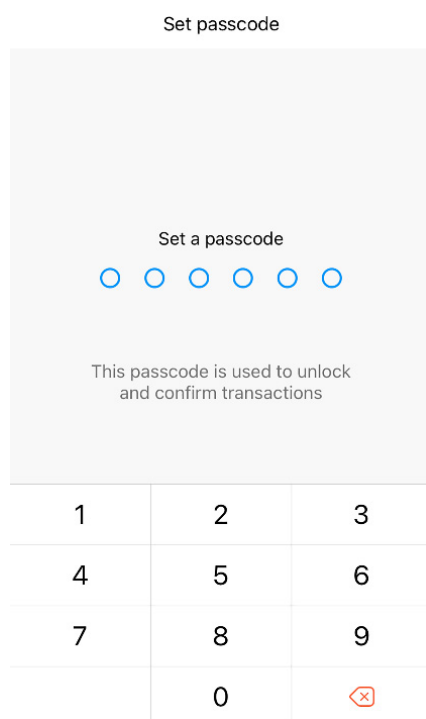 Set passcode
Set a passcode
This passcode is used to unlock
and confirm transactions
1 2 3
4 5 6
7 8 9
0